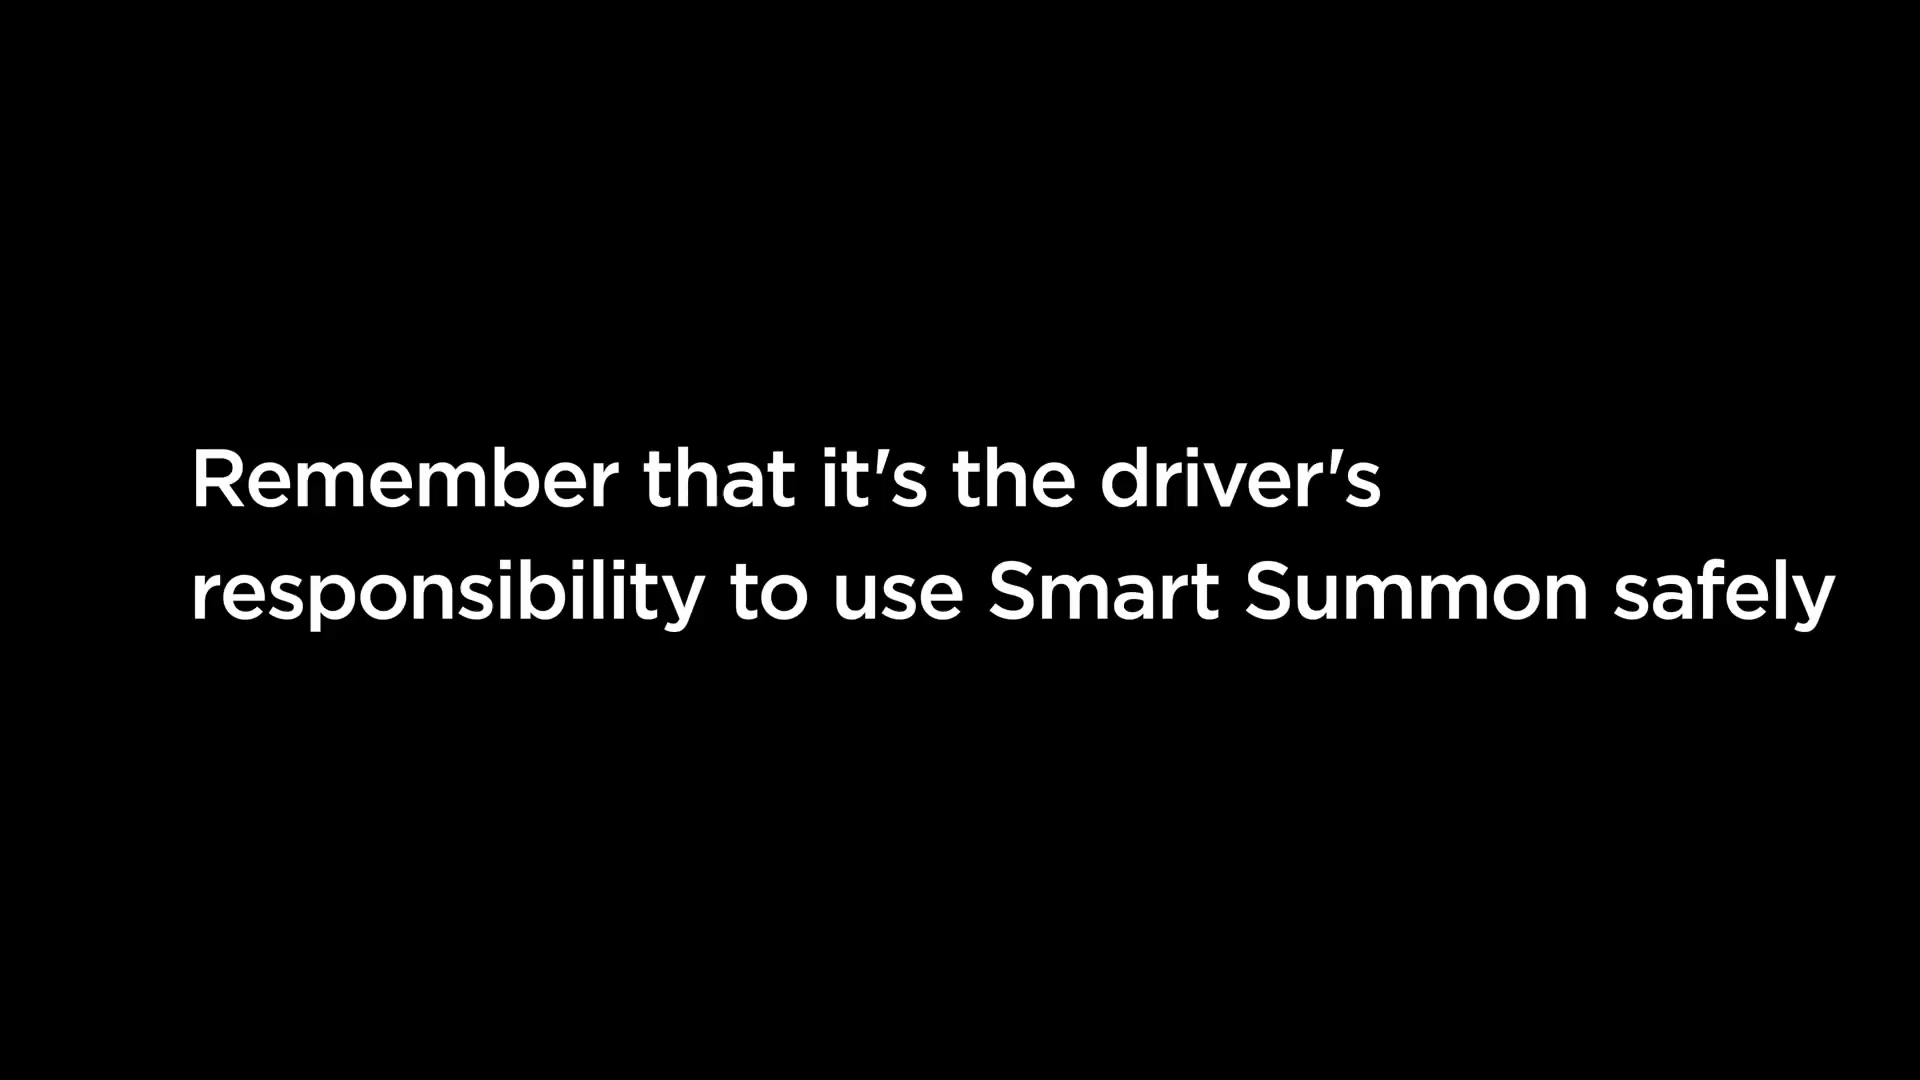 Remember that it's the driver's
responsibility to use Smart Summon safely